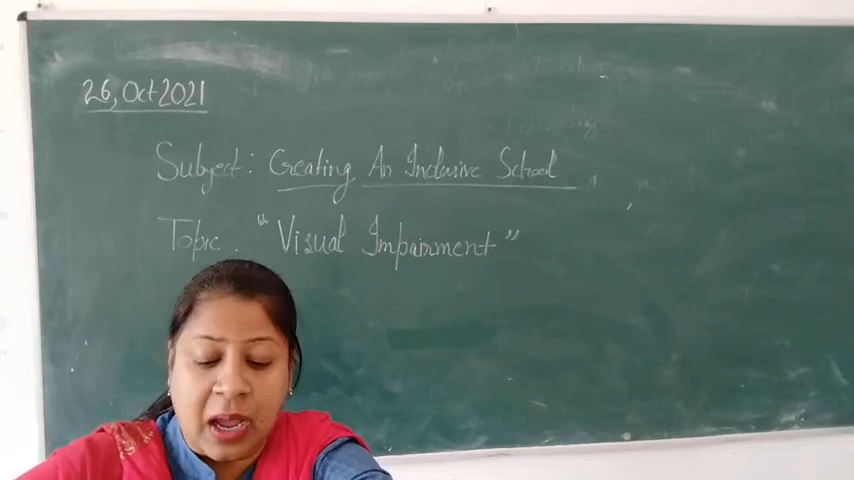 26, Oct 2021
Subject: Creating An Inclusive School
Topic. "Visual Impairment"